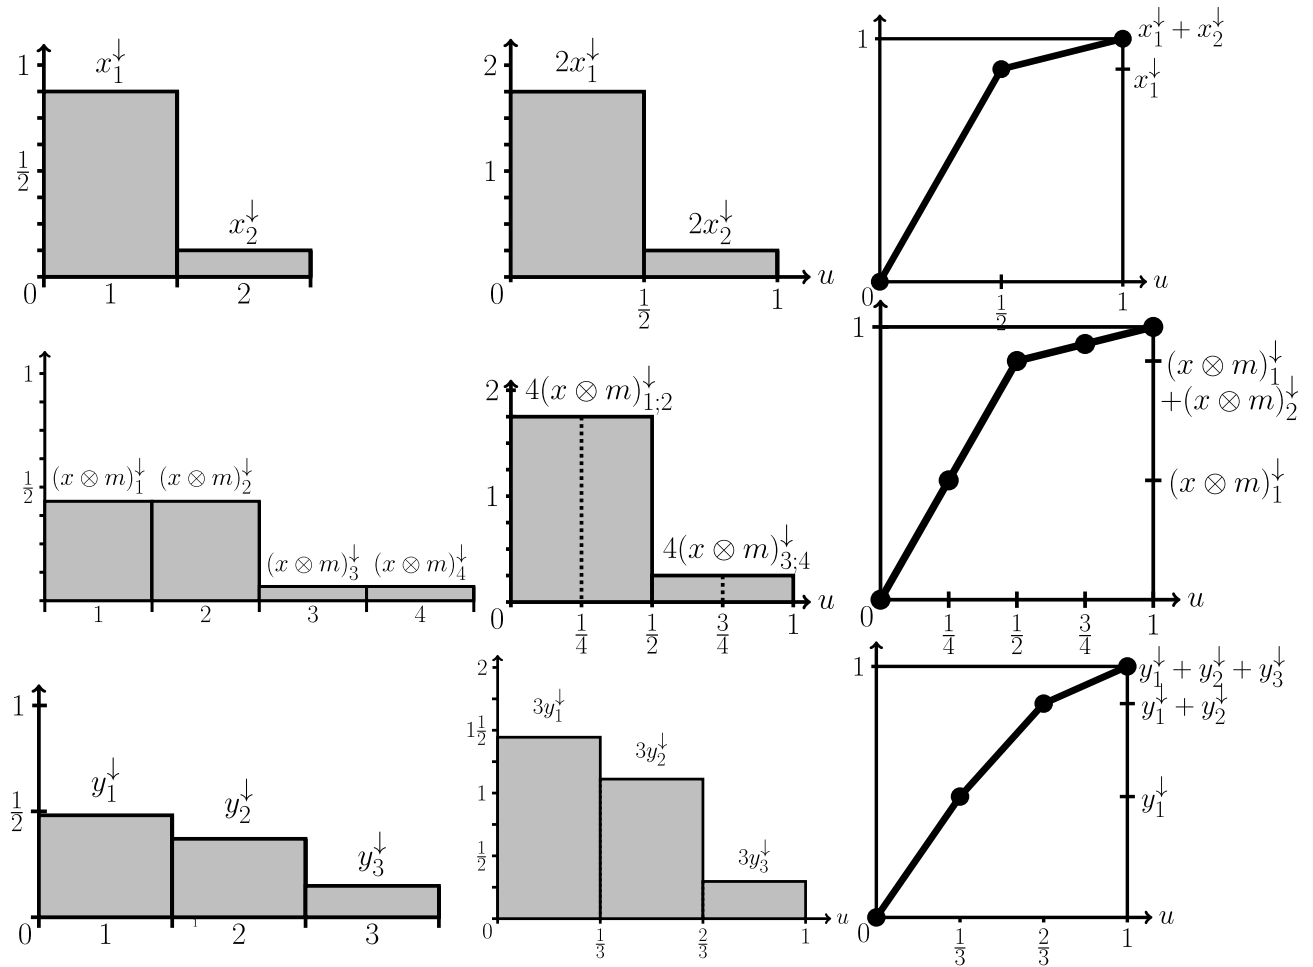 1
x₁↓
½
x₂↓
0
1
2
2
2x₁↓
1
2x₂↓
0
½
1
u
1
x₁↓ + x₂↓
x₁↓
0
½
1
u
1
½
(x ⊗ m)₁↓
(x ⊗ m)₂↓
(x ⊗ m)₃↓
(x ⊗ m)₄↓
0
1
2
3
4
2
4(x ⊗ m)↓₁;₂
1
4(x ⊗ m)↓₃;₄
0
¼
½
¾
1
u
1
(x ⊗ m)₁↓
+(x ⊗ m)₂↓
(x ⊗ m)₁↓
0
¼
½
¾
1
u
1
y₁↓
½
y₂↓
y₃↓
0
1
1
2
3
2
3y₁↓
1½
3y₂↓
1
½
3y₃↓
0
⅓
⅔
1
u
1
y₁↓ + y₂↓ + y₃↓
y₁↓ + y₂↓
y₁↓
0
⅓
⅔
1
u